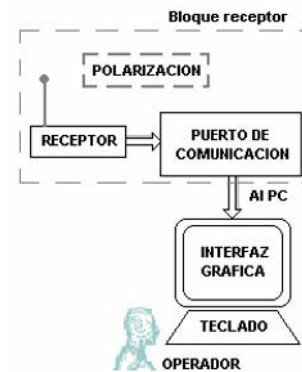 Bloque receptor
POLARIZACION
RECEPTOR
PUERTO DE
COMUNICACION
Al PC
INTERFAZ
GRAFICA
TECLADO
OPERADOR